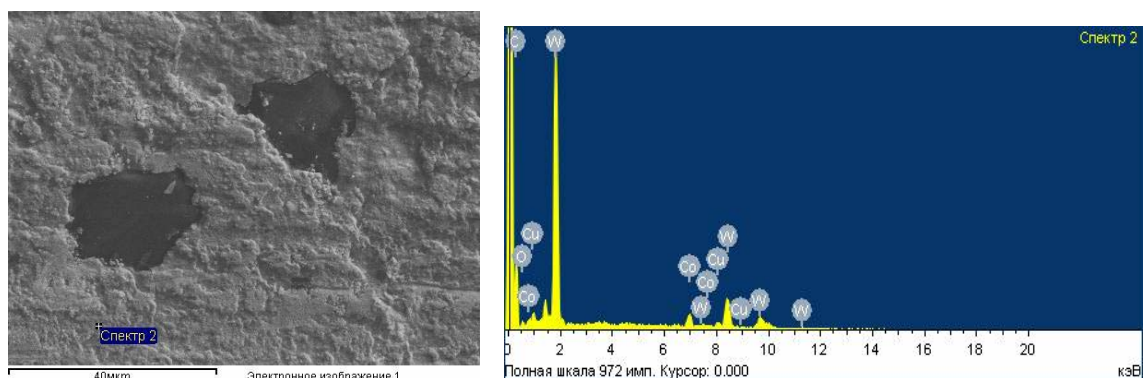 Спектр 2
40мкm
Электронное изображение 1
Спектр 2
C
W
Cu
O
Co
Co
Cu
W
Co
W
Cu
W
W
0 2 4 6 8 10 12 14 16 18 20
Полная шкала 972 имп. Курсор: 0.000
кэВ